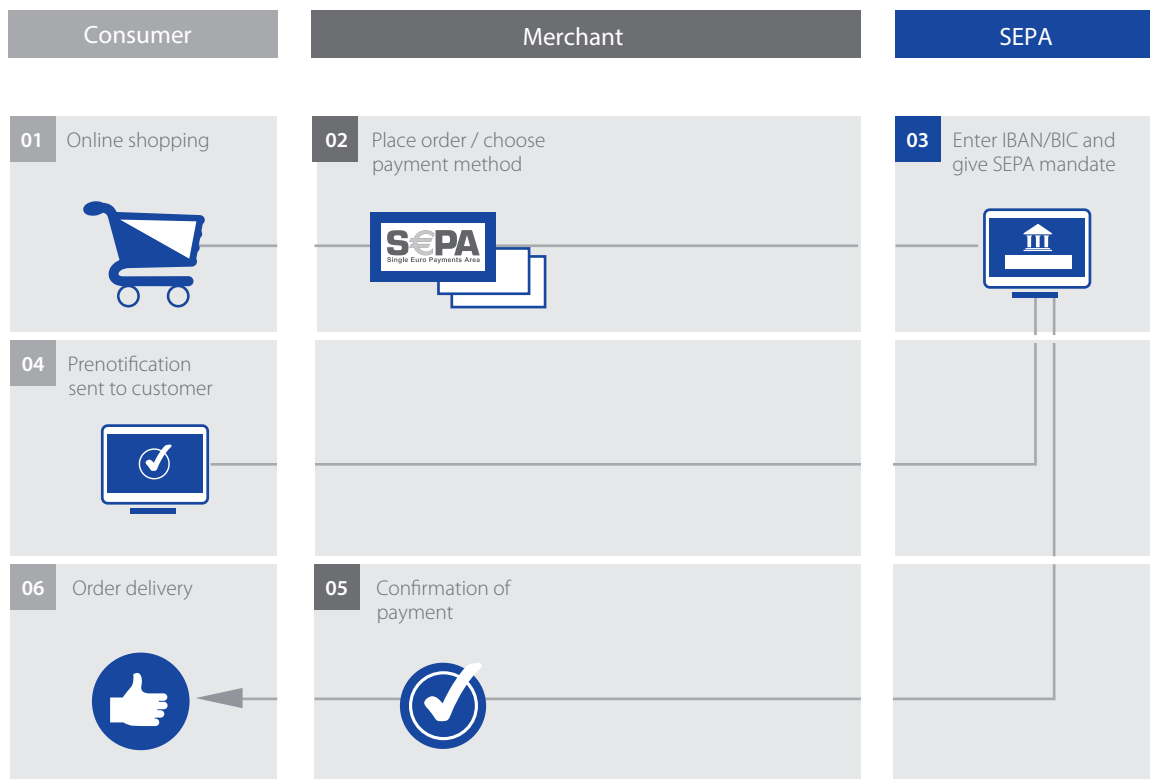 Consumer
Merchant
SEPA
01 Online shopping
02 Place order / choose
payment method
S€PA
Single Euro Payments Area
03 Enter IBAN/BIC and
give SEPA mandate
04 Prenotification
sent to customer
06 Order delivery
05 Confirmation of
payment